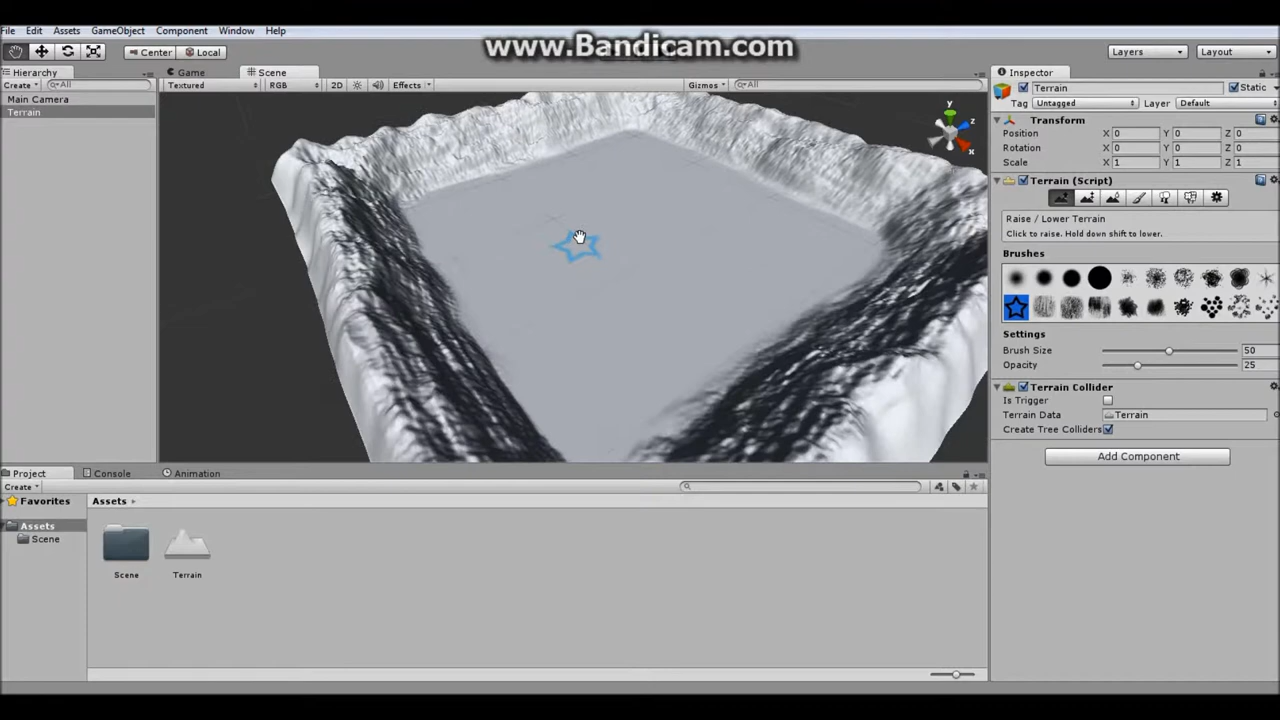 www.Bandicam.com
File Edit Assets GameObject Component Window Help
Center Local Layers Layout
Hierarchy
Create All
Main Camera
Terrain
Game Scene
Textured RGB 2D Effects Gizmos All
y
z
x
Inspector
Terrain Static
Tag Untagged Layer Default
Transform
Position X 0 Y 0 Z 0
Rotation X 0 Y 0 Z 0
Scale X 1 Y 1 Z 1
Terrain (Script)
Raise / Lower Terrain
Click to raise. Hold down shift to lower.
Brushes
Settings
Brush Size 50
Opacity 25
Terrain Collider
Is Trigger
Terrain Data Terrain
Create Tree Colliders
Add Component
Project Console Animation
Create
Favorites
Assets
Scene
Assets
Scene Terrain